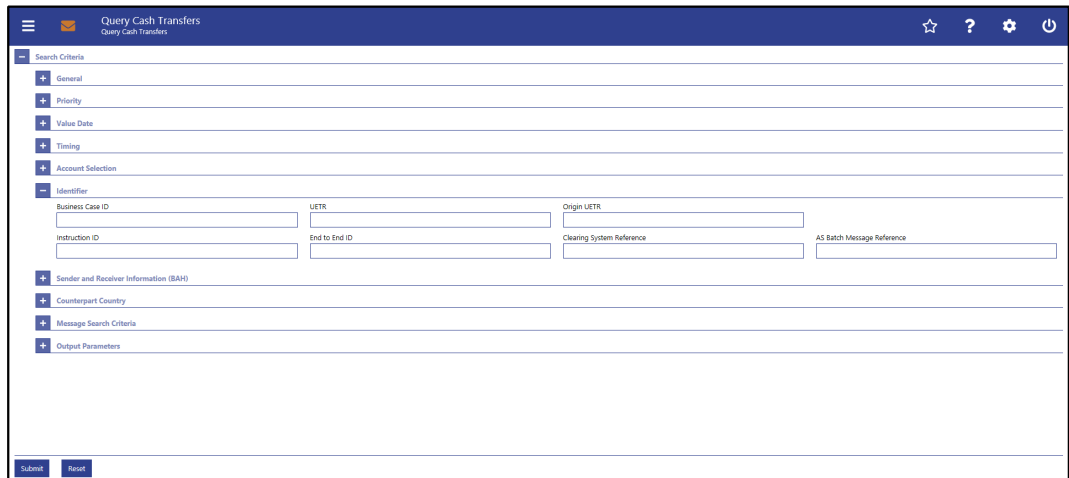 Query Cash Transfers
Query Cash Transfers
Search Criteria
General
Priority
Value Date
Timing
Account Selection
Identifier
Business Case ID UETR Origin UETR
Instruction ID End to End ID Clearing System Reference AS Batch Message Reference
Sender and Receiver Information (BAH)
Counterpart Country
Message Search Criteria
Output Parameters
Submit Reset